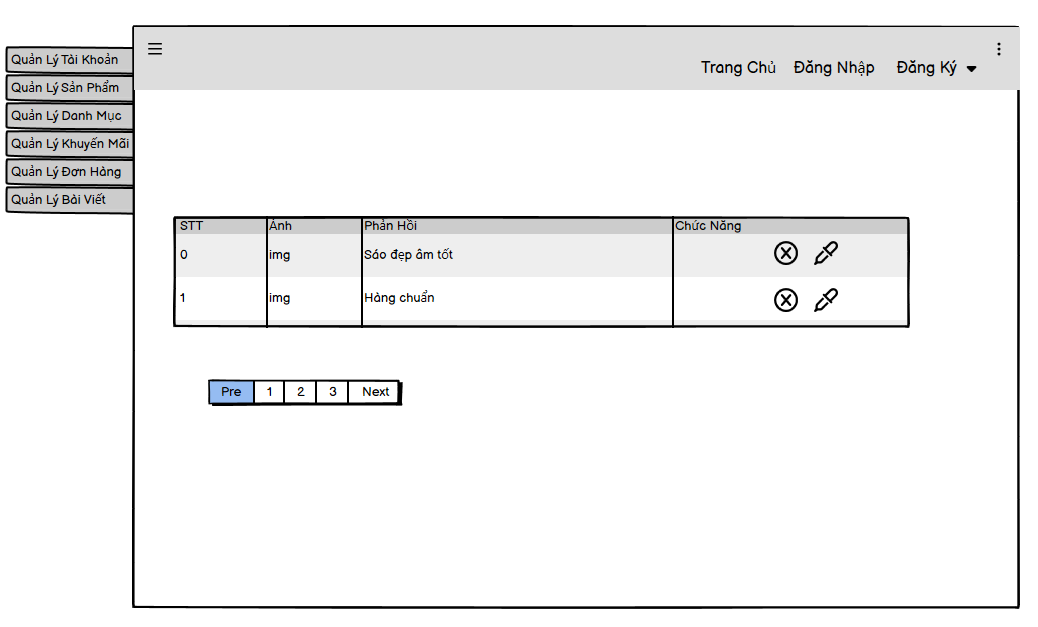 Trang Chủ Đăng Nhập Đăng Ký
Quản Lý Tài Khoản
Quản Lý Sản Phẩm
Quản Lý Danh Mục
Quản Lý Khuyến Mãi
Quản Lý Đơn Hàng
Quản Lý Bài Viết
STT Ảnh Phản Hồi Chức Năng
0 img Sáo đẹp âm tốt
1 img Hàng chuẩn
Pre 1 2 3 Next